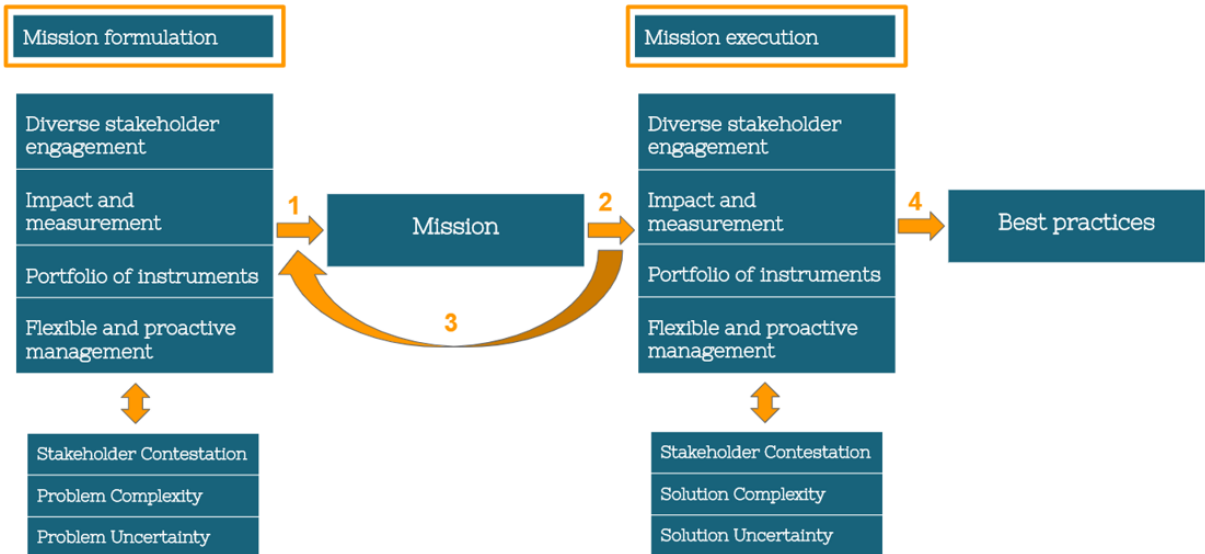 Mission formulation
Mission execution
Diverse stakeholder
engagement
Impact and
measurement
Portfolio of instruments
Flexible and proactive
management
1
Mission
2
3
Diverse stakeholder
engagement
Impact and
measurement
Portfolio of instruments
Flexible and proactive
management
4
Best practices
Stakeholder Contestation
Problem Complexity
Problem Uncertainty
Stakeholder Contestation
Solution Complexity
Solution Uncertainty